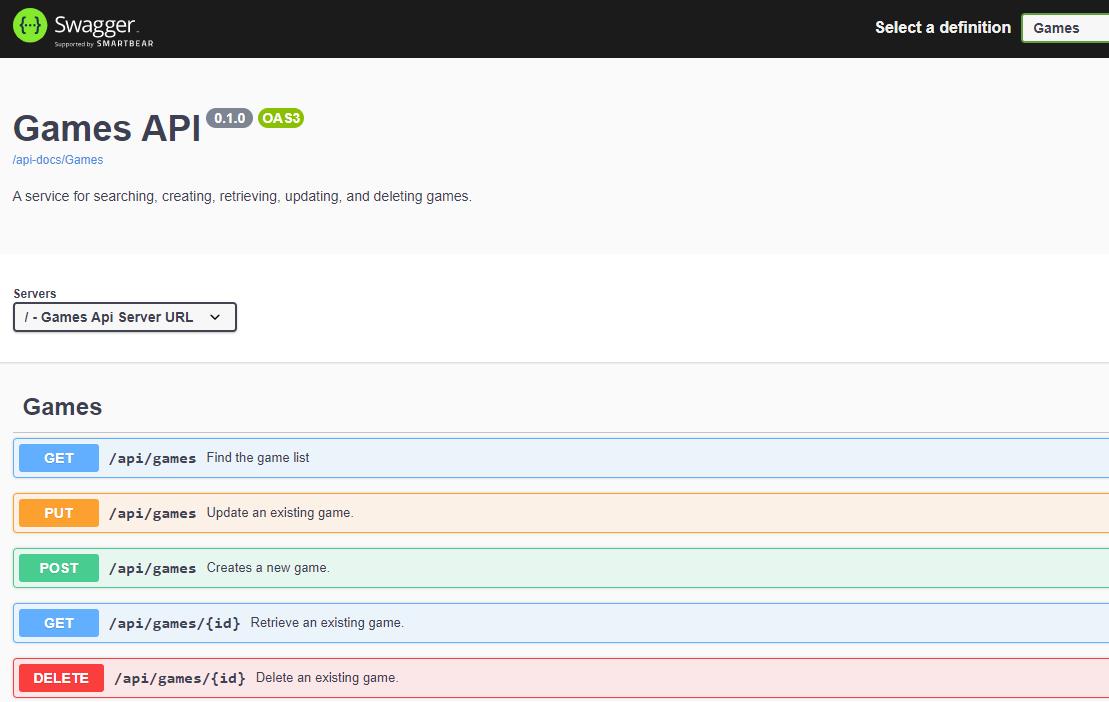 {···} Swagger
Supported by SMARTBEAR
Select a definition Games
Games API 0.1.0 OAS3
/api-docs/Games
A service for searching, creating, retrieving, updating, and deleting games.
Servers
/ - Games Api Server URL
Games
GET /api/games Find the game list
PUT /api/games Update an existing game.
POST /api/games Creates a new game.
GET /api/games/{id} Retrieve an existing game.
DELETE /api/games/{id} Delete an existing game.